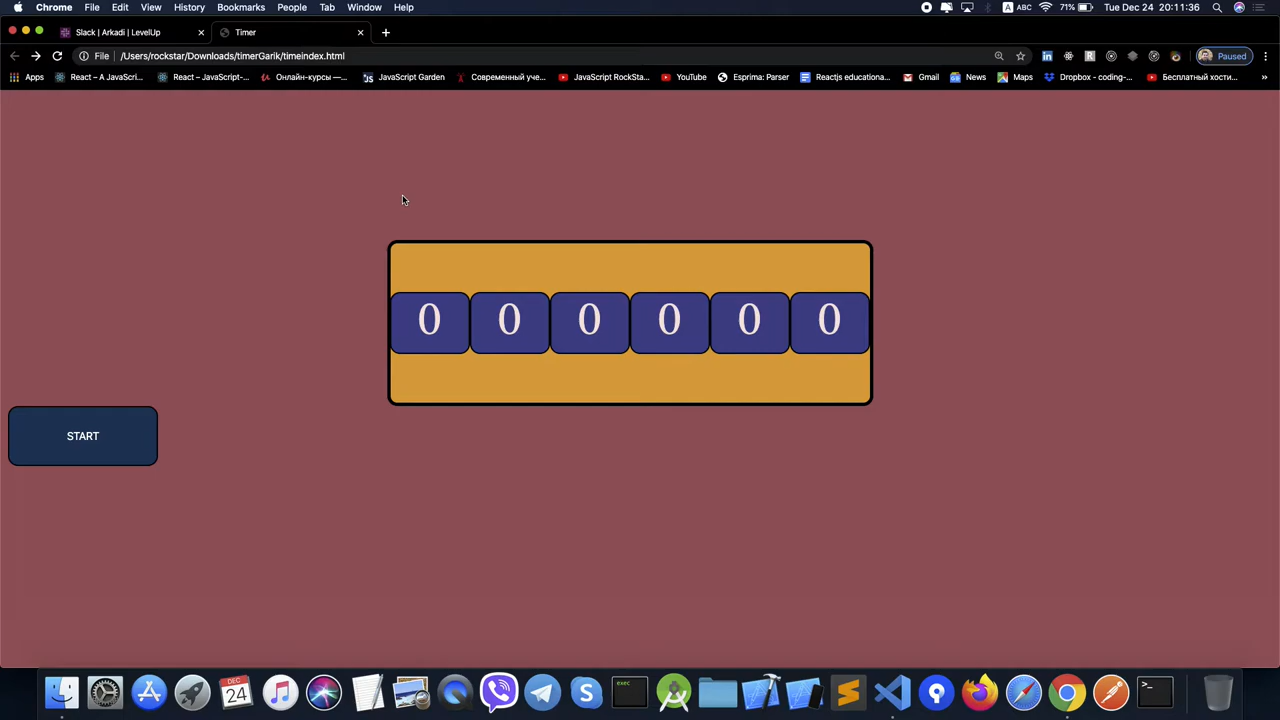 Chrome File Edit View History Bookmarks People Tab Window Help A ABC 71% Tue Dec 24 20:11:36
Slack | Arkadi | LevelUp Timer
File /Users/rockstar/Downloads/timerGarik/timeindex.html Paused
Apps React – A JavaScri... React – JavaScript-... Онлайн-курсы —... JavaScript Garden Современный уче... JavaScript RockSta... YouTube Esprima: Parser Reactjs educationa... Gmail News Maps Dropbox - coding-... Бесплатный хости... »
0 0 0 0 0 0
START
DEC
24
exec